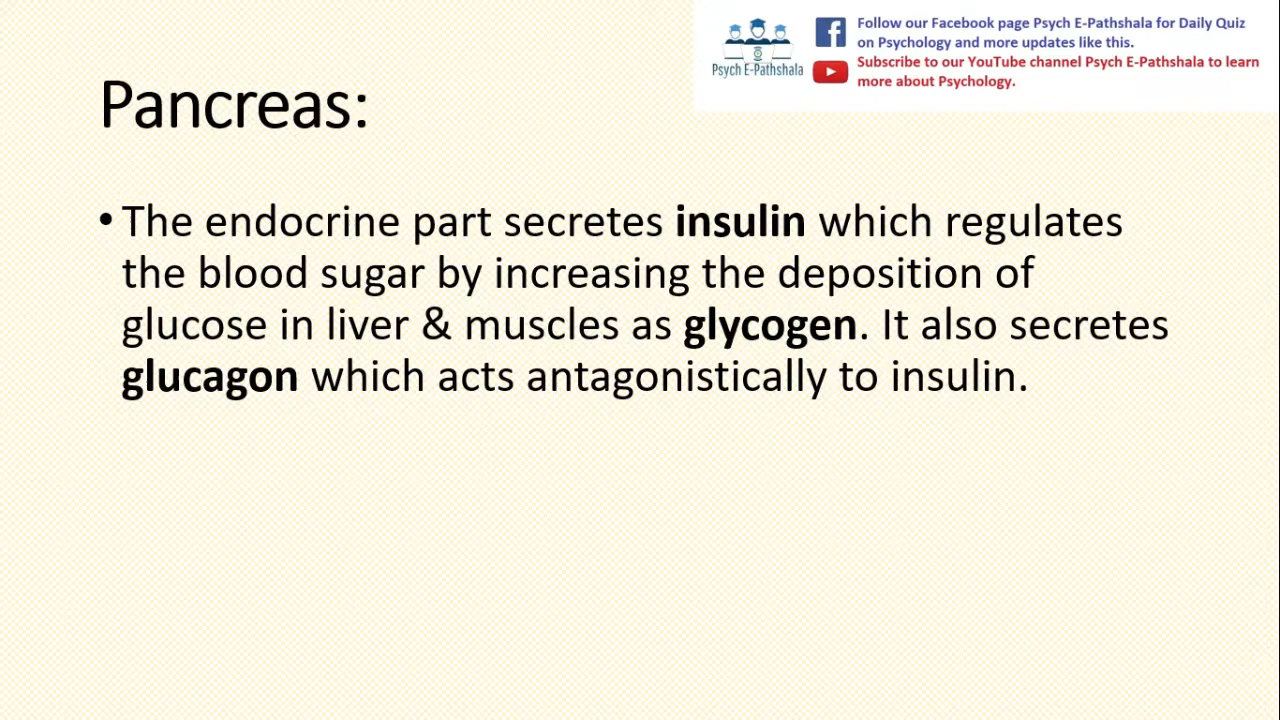 Follow our Facebook page Psych E-Pathshala for Daily Quiz
on Psychology and more updates like this.
Psych E-Pathshala
Subscribe to our YouTube channel Psych E-Pathshala to learn
more about Psychology.
Pancreas:
• The endocrine part secretes insulin which regulates
the blood sugar by increasing the deposition of
glucose in liver & muscles as glycogen. It also secretes
glucagon which acts antagonistically to insulin.